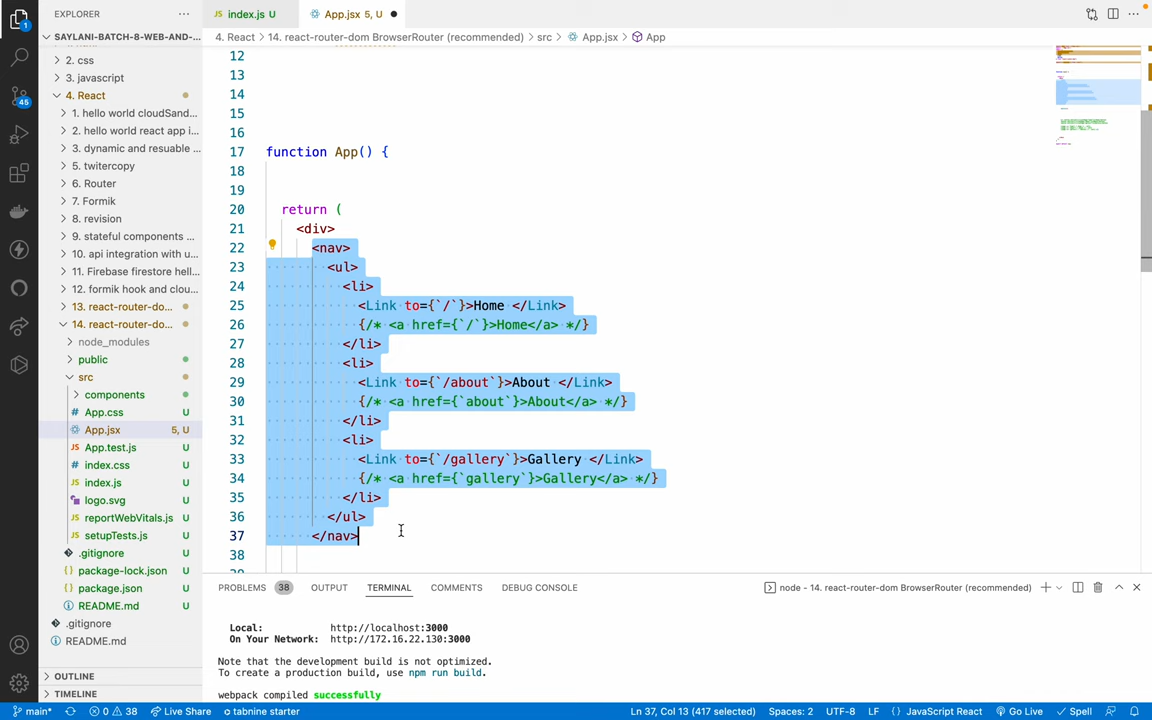 EXPLORER
···
index.js U
App.jsx 5, U
SAYLANI-BATCH-8-WEB-AND-...
4. React > 14. react-router-dom BrowserRouter (recommended) > src > App.jsx > App
2. css
3. javascript
4. React
1. hello world cloudSand...
2. hello world react app i...
3. dynamic and resuable ...
5. twitercopy
6. Router
7. Formik
8. revision
9. stateful components ...
10. api integration with u...
11. Firebase firestore hell...
12. formik hook and clou...
13. react-router-do...
14. react-router-do...
node_modules
public
src
components
App.css U
App.jsx 5, U
App.test.js U
index.css U
index.js U
logo.svg U
reportWebVitals.js U
setupTests.js U
.gitignore U
package-lock.json U
package.json U
README.md U
.gitignore
README.md
OUTLINE
TIMELINE
1
45
12
13
14
15
16
17 function App() {
18
19
20 return (
21 <div>
22 <nav>
23 <ul>
24 <li>
25 <Link to={`/`}>Home </Link>
26 {/* <a href={`/`}>Home</a> */}
27 </li>
28 <li>
29 <Link to={`/about`}>About </Link>
30 {/* <a href={`about`}>About</a> */}
31 </li>
32 <li>
33 <Link to={`/gallery`}>Gallery </Link>
34 {/* <a href={`gallery`}>Gallery</a> */}
35 </li>
36 </ul>
37 </nav>
38
PROBLEMS 38 OUTPUT TERMINAL COMMENTS DEBUG CONSOLE
node - 14. react-router-dom BrowserRouter (recommended)
Local: http://localhost:3000
On Your Network: http://172.16.22.130:3000
Note that the development build is not optimized.
To create a production build, use npm run build.
webpack compiled successfully
main* 0 38 Live Share tabnine starter
Ln 37, Col 13 (417 selected) Spaces: 2 UTF-8 LF {} JavaScript React Go Live Spell